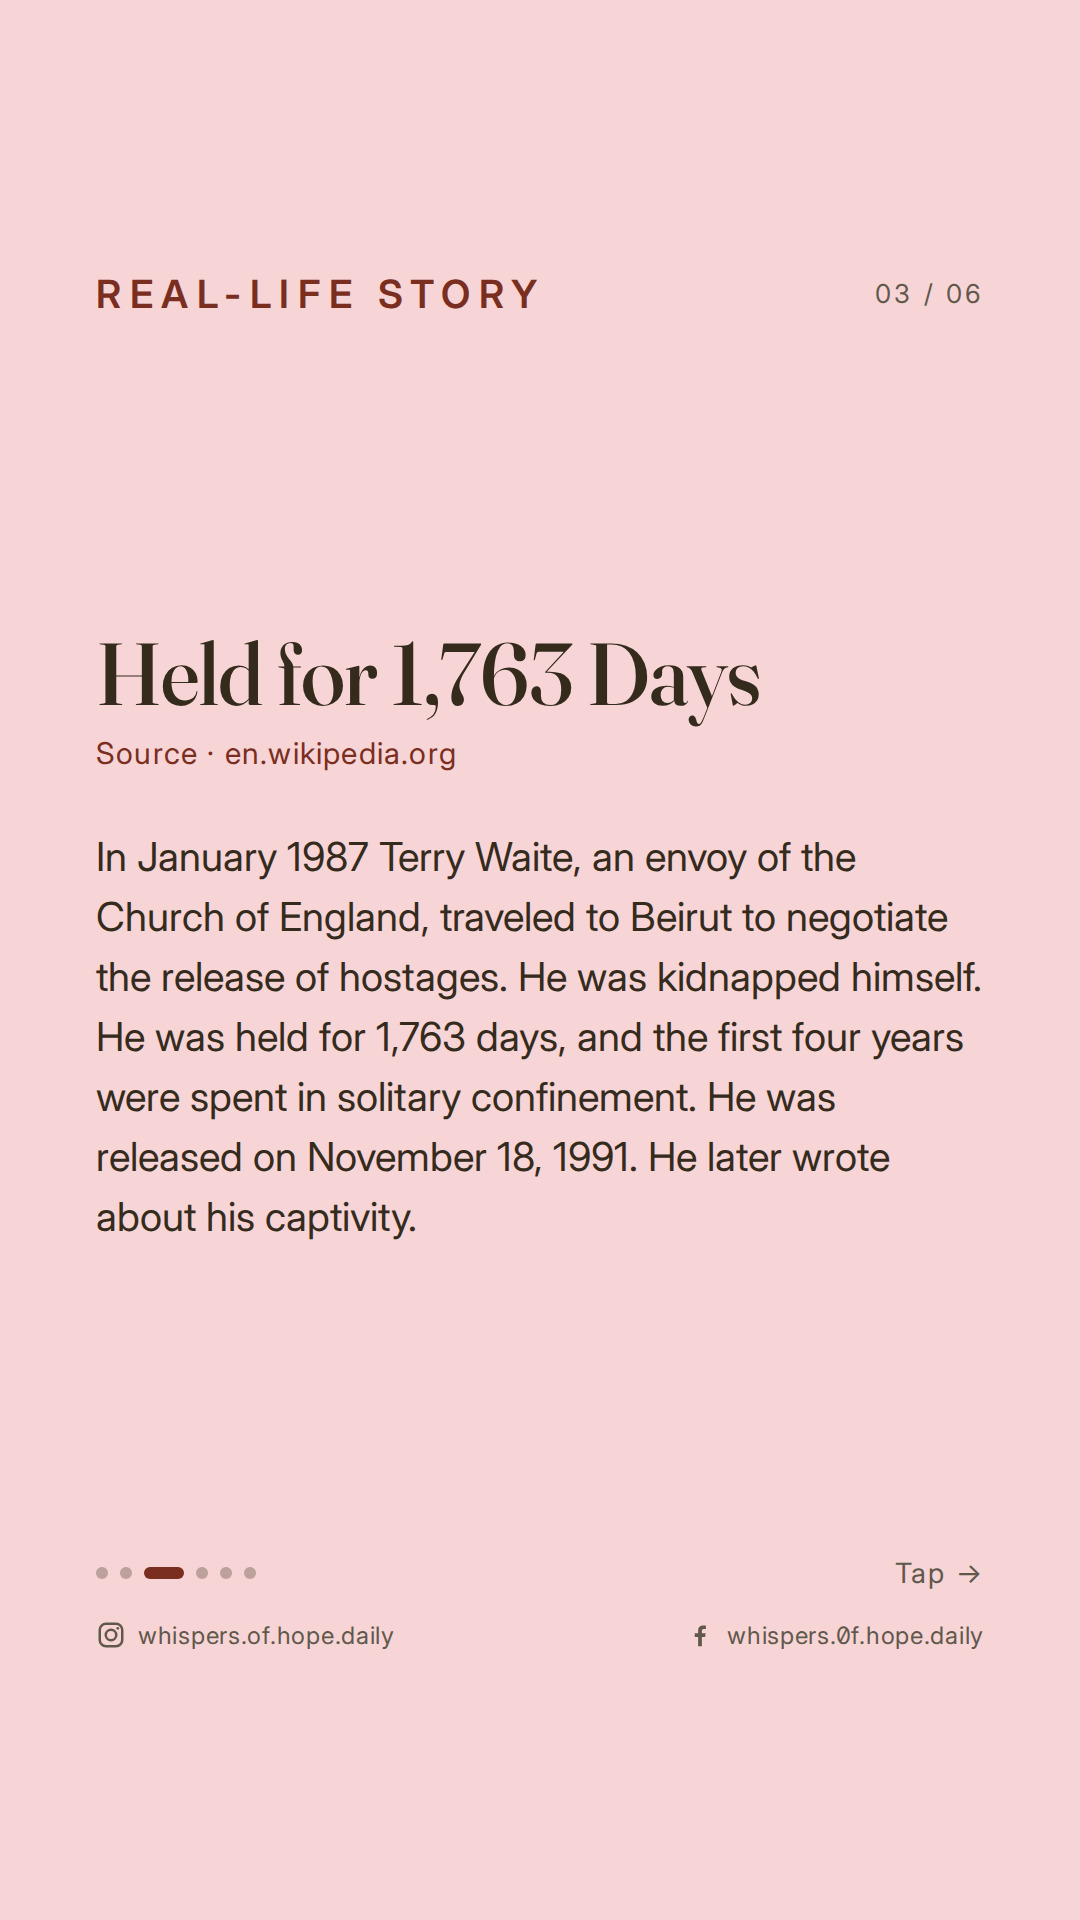 REAL-LIFE STORY
03 / 06
Held for 1,763 Days
Source · en.wikipedia.org
In January 1987 Terry Waite, an envoy of the
Church of England, traveled to Beirut to negotiate
the release of hostages. He was kidnapped himself.
He was held for 1,763 days, and the first four years
were spent in solitary confinement. He was
released on November 18, 1991. He later wrote
about his captivity.
Tap →
whispers.of.hope.daily
whispers.0f.hope.daily